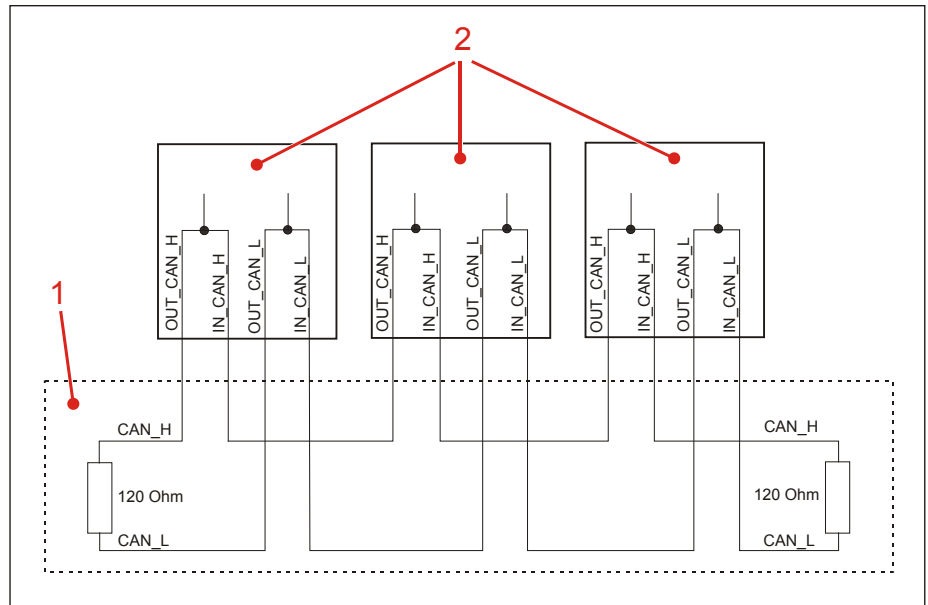 2
OUT_CAN_H
IN_CAN_H
OUT_CAN_L
IN_CAN_L
OUT_CAN_H
IN_CAN_H
OUT_CAN_L
IN_CAN_L
OUT_CAN_H
IN_CAN_H
OUT_CAN_L
IN_CAN_L
1
CAN_H
CAN_H
120 Ohm
120 Ohm
CAN_L
CAN_L